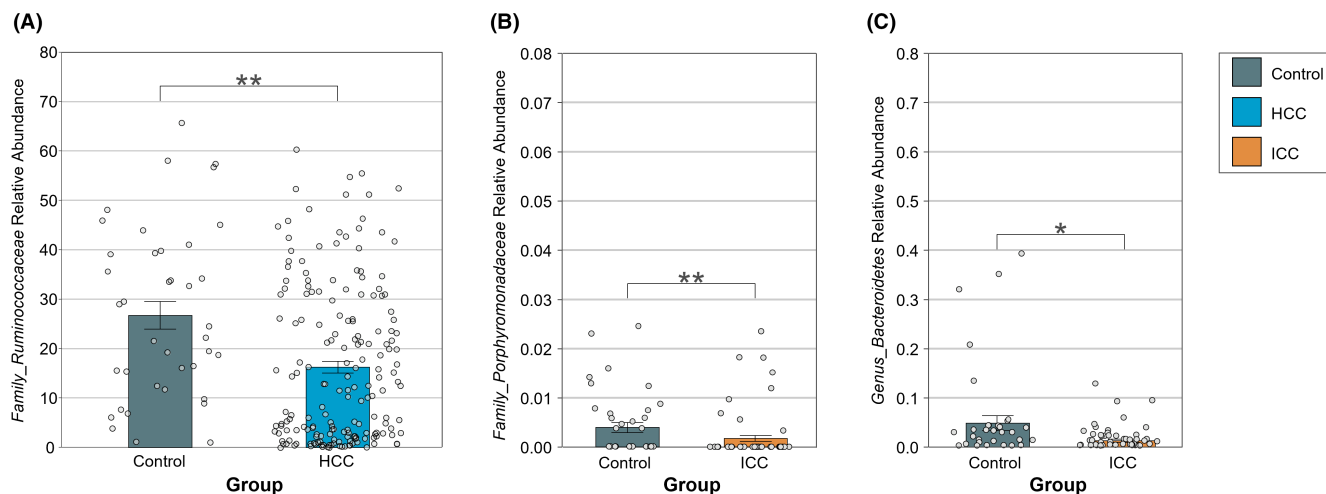 (A)
Family_Ruminococcaceae Relative Abundance
80
70
60
50
40
30
20
10
0
**
Control
HCC
Group
(B)
Family_Porphyromonadaceae Relative Abundance
0.08
0.07
0.06
0.05
0.04
0.03
0.02
0.01
0.00
**
Control
ICC
Group
(C)
Genus_Bacteroidetes Relative Abundance
0.8
0.7
0.6
0.5
0.4
0.3
0.2
0.1
0.0
*
Control
ICC
Group
Control
HCC
ICC